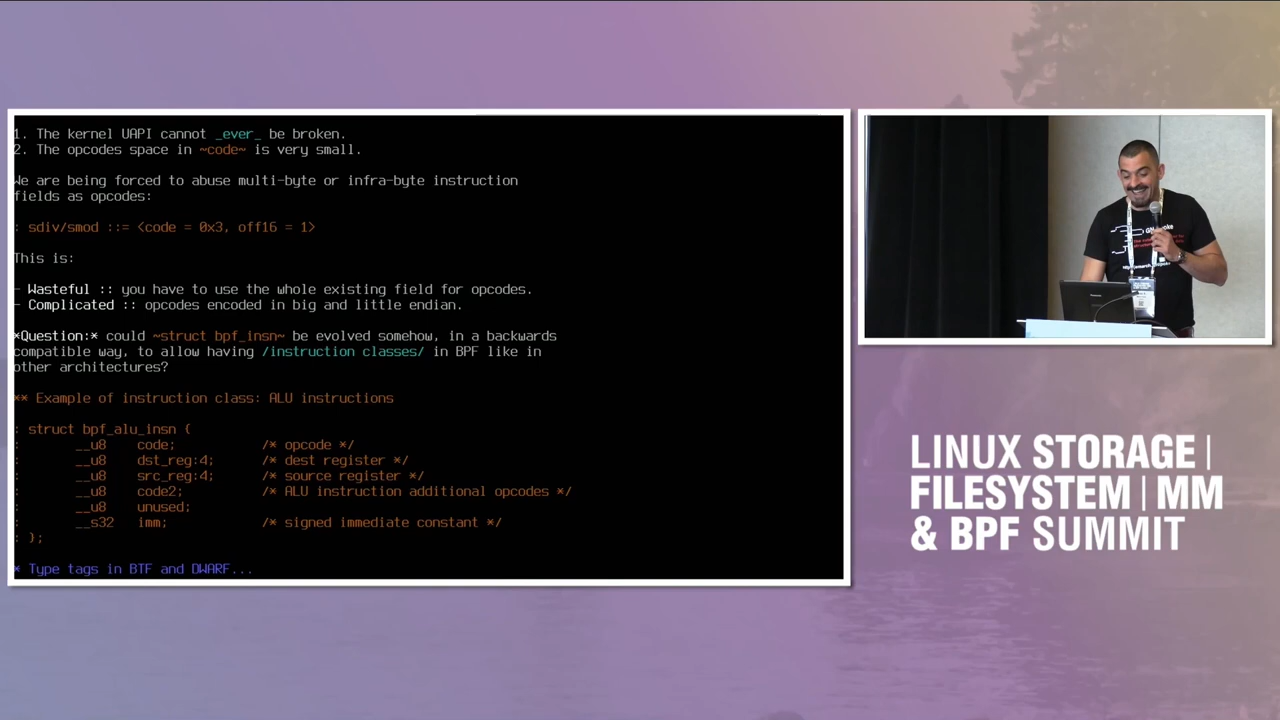 1. The kernel UAPI cannot _ever_ be broken.
2. The opcodes space in ~code~ is very small.
We are being forced to abuse multi-byte or infra-byte instruction
fields as opcodes:
: sdiv/smod ::= <code = 0x3, off16 = 1>
This is:
- Wasteful :: you have to use the whole existing field for opcodes.
- Complicated :: opcodes encoded in big and little endian.
*Question:* could ~struct bpf_insn~ be evolved somehow, in a backwards
compatible way, to allow having /instruction classes/ in BPF like in
other architectures?
** Example of instruction class: ALU instructions
: struct bpf_alu_insn {
: __u8 code; /* opcode */
: __u8 dst_reg:4; /* dest register */
: __u8 src_reg:4; /* source register */
: __u8 code2; /* ALU instruction additional opcodes */
: __u8 unused;
: __s32 imm; /* signed immediate constant */
: };
* Type tags in BTF and DWARF...
LINUX STORAGE |
FILESYSTEM | MM
& BPF SUMMIT